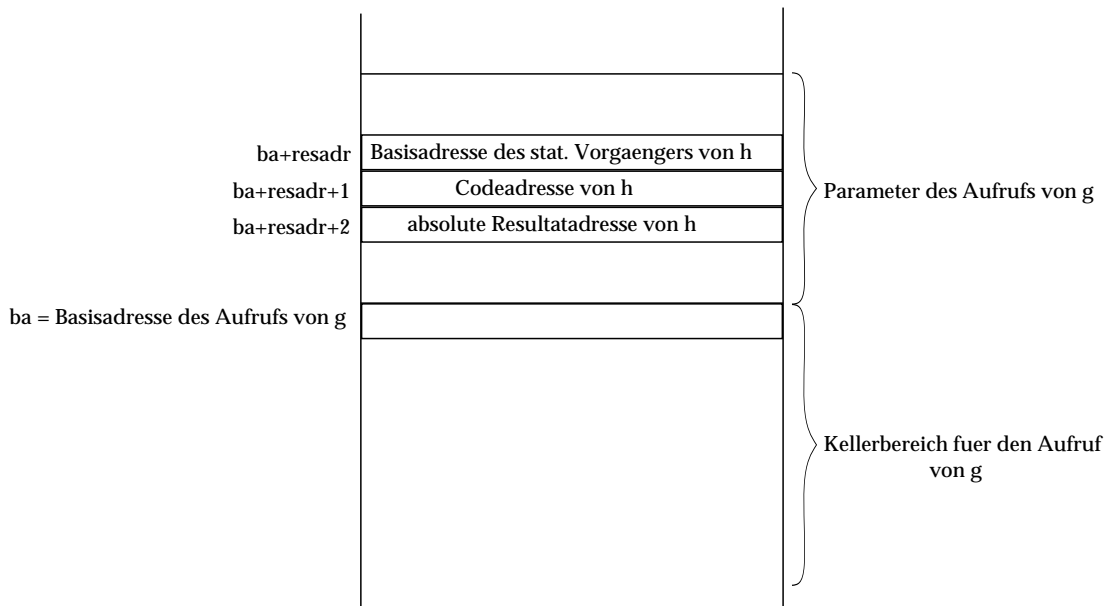 ba+resadr
Basisadresse des stat. Vorgaengers von h
ba+resadr+1
Codeadresse von h
Parameter des Aufrufs von g
ba+resadr+2
absolute Resultatadresse von h
ba = Basisadresse des Aufrufs von g
Kellerbereich fuer den Aufruf
von g